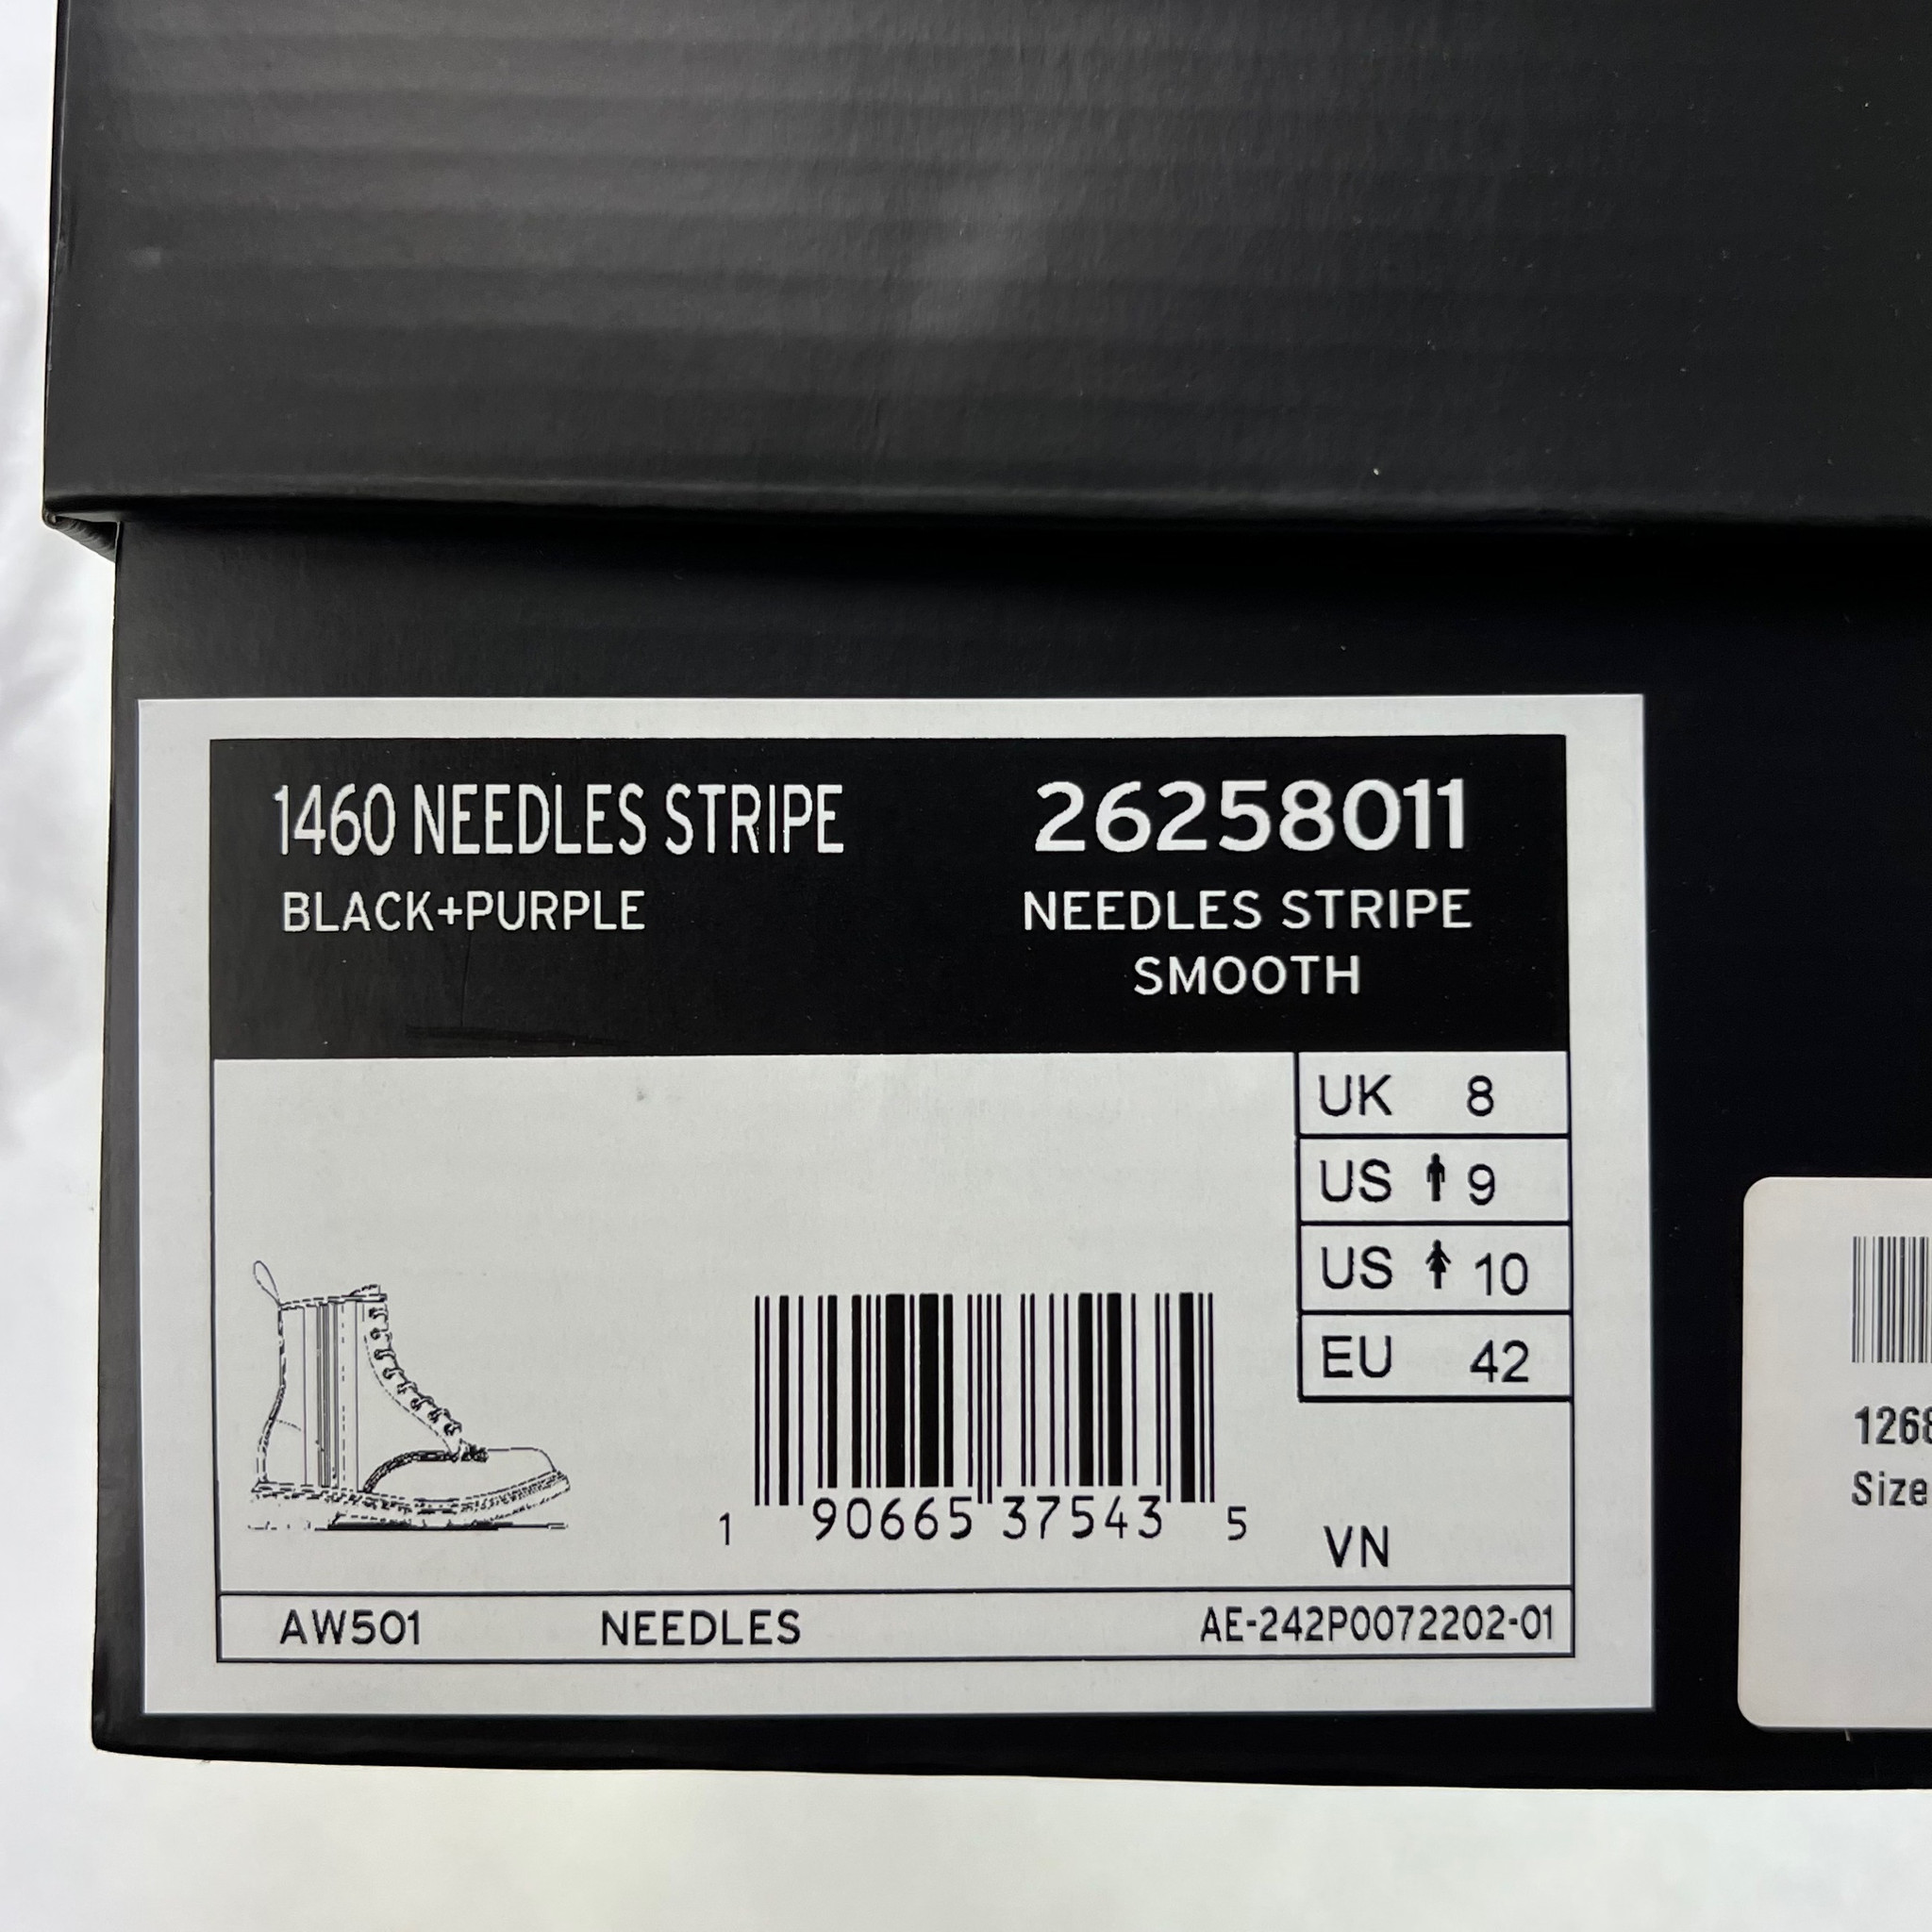 1460 NEEDLES STRIPE
BLACK+PURPLE
26258011
NEEDLES STRIPE
SMOOTH
UK 8
US 9
US 10
EU 42
1 90665 37543 5
VN
AW501 NEEDLES AE-242P0072202-01
Size